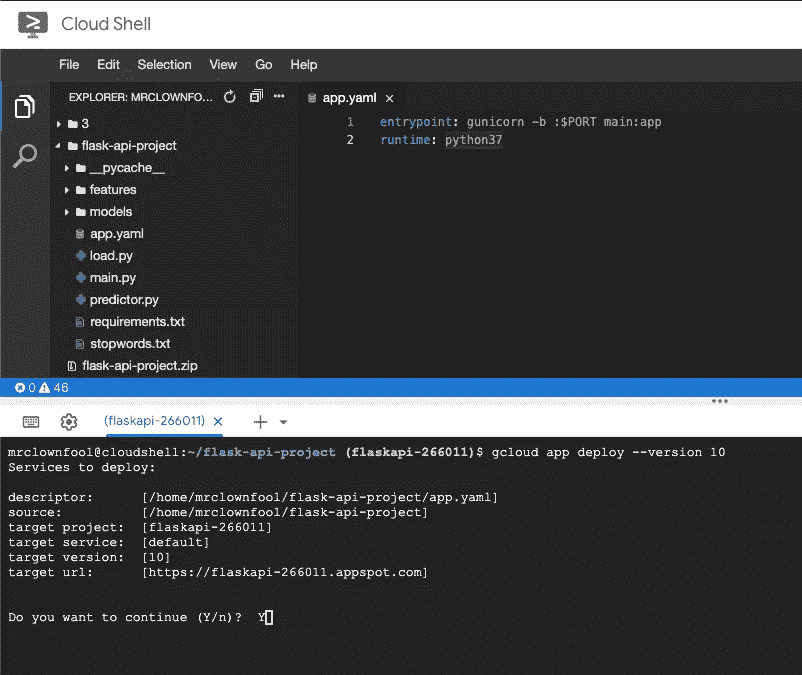 Cloud Shell
File Edit Selection View Go Help
EXPLORER: MRCLOWNFO...
app.yaml
3
flask-api-project
__pycache__
features
models
app.yaml
load.py
main.py
predictor.py
requirements.txt
stopwords.txt
flask-api-project.zip
1 entrypoint: gunicorn -b :$PORT main:app
2 runtime: python37
0 46
(flaskapi-266011)
mrclownfool@cloudshell:~/flask-api-project (flaskapi-266011)$ gcloud app deploy --version 10
Services to deploy:
descriptor: [/home/mrclownfool/flask-api-project/app.yaml]
source: [/home/mrclownfool/flask-api-project]
target project: [flaskapi-266011]
target service: [default]
target version: [10]
target url: [https://flaskapi-266011.appspot.com]
Do you want to continue (Y/n)? Y